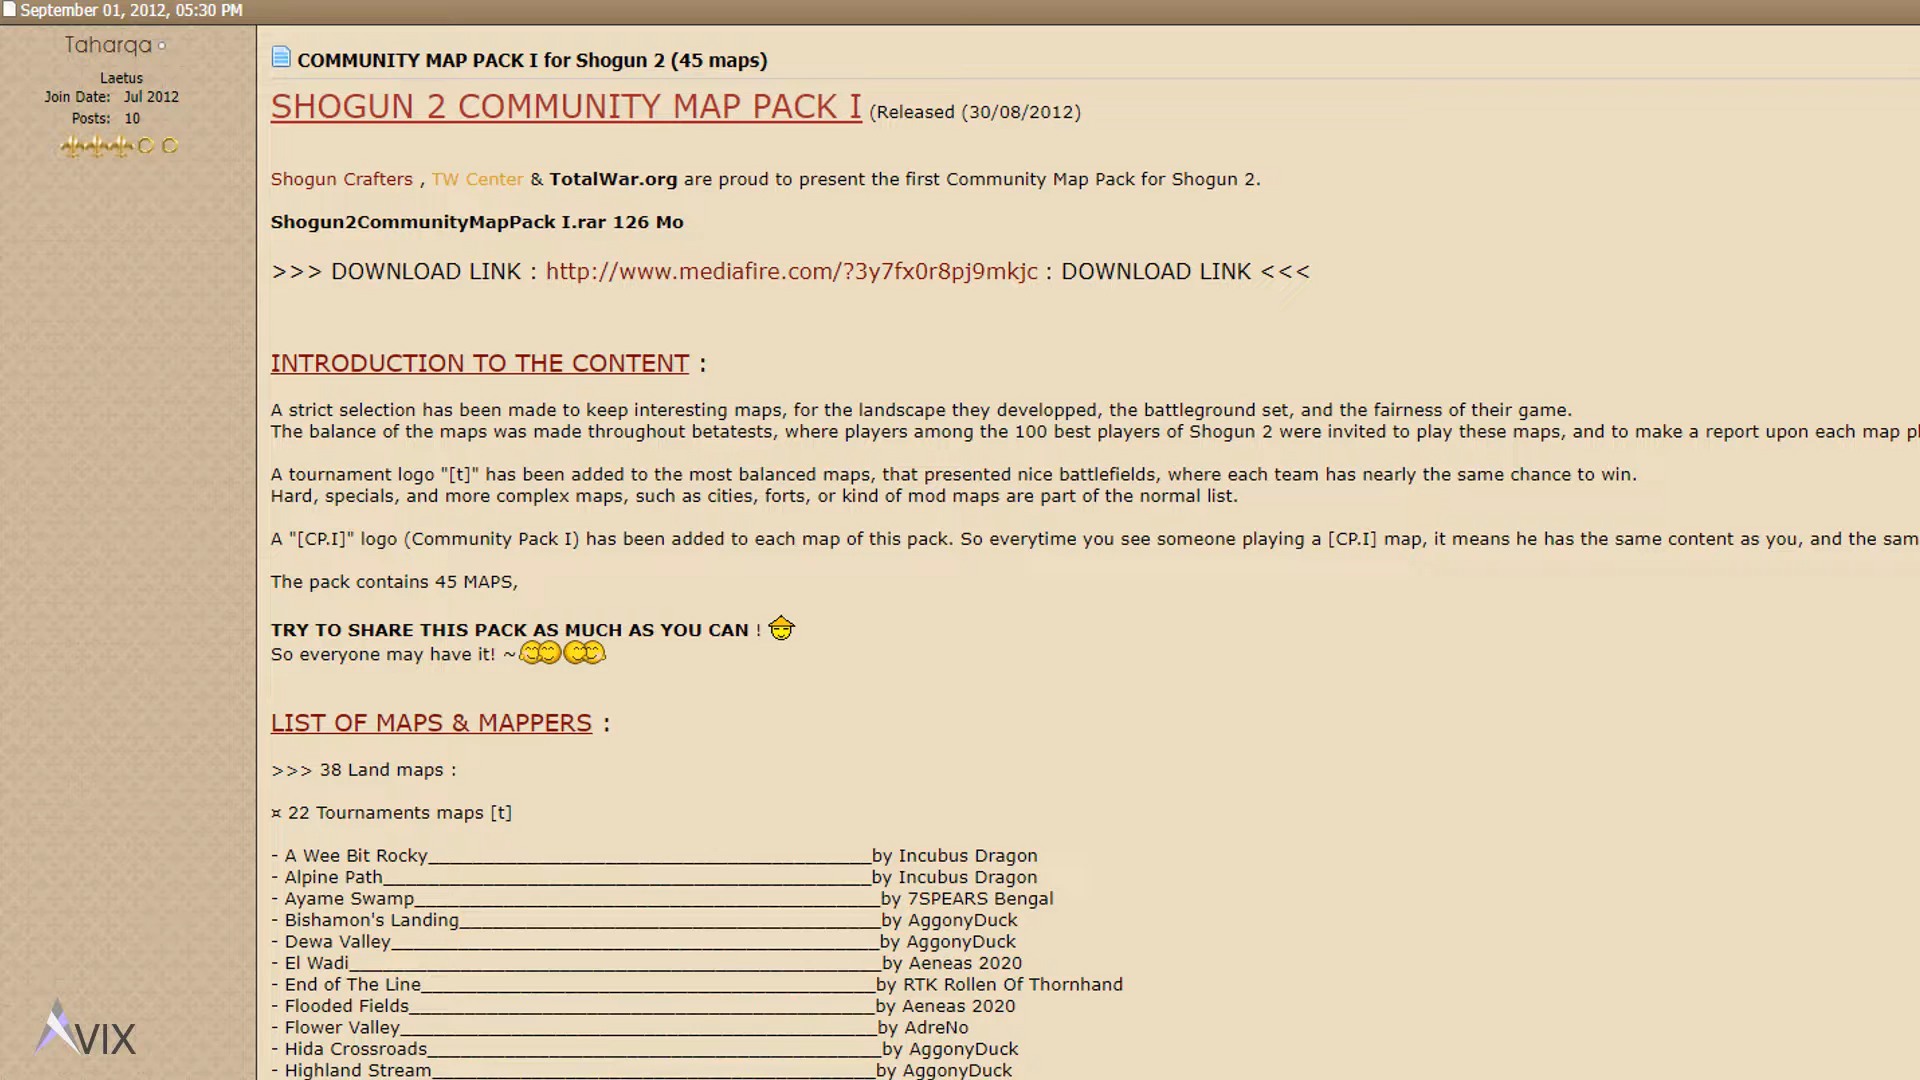 September 01, 2012, 05:30 PM
Taharqa
Laetus
Join Date: Jul 2012
Posts: 10
COMMUNITY MAP PACK I for Shogun 2 (45 maps)
SHOGUN 2 COMMUNITY MAP PACK I (Released (30/08/2012)
Shogun Crafters , TW Center & TotalWar.org are proud to present the first Community Map Pack for Shogun 2.
Shogun2CommunityMapPack I.rar 126 Mo
>>> DOWNLOAD LINK : http://www.mediafire.com/?3y7fx0r8pj9mkjc : DOWNLOAD LINK <<<
INTRODUCTION TO THE CONTENT :
A strict selection has been made to keep interesting maps, for the landscape they developped, the battleground set, and the fairness of their game.
The balance of the maps was made throughout betatests, where players among the 100 best players of Shogun 2 were invited to play these maps, and to make a report upon each map pl
A tournament logo "[t]" has been added to the most balanced maps, that presented nice battlefields, where each team has nearly the same chance to win.
Hard, specials, and more complex maps, such as cities, forts, or kind of mod maps are part of the normal list.
A "[CP.I]" logo (Community Pack I) has been added to each map of this pack. So everytime you see someone playing a [CP.I] map, it means he has the same content as you, and the sam
The pack contains 45 MAPS,
TRY TO SHARE THIS PACK AS MUCH AS YOU CAN !
So everyone may have it! ~
LIST OF MAPS & MAPPERS :
>>> 38 Land maps :
¤ 22 Tournaments maps [t]
- A Wee Bit Rocky__________________________________________by Incubus Dragon
- Alpine Path______________________________________________by Incubus Dragon
- Ayame Swamp____________________________________________by 7SPEARS Bengal
- Bishamon's Landing________________________________________by AggonyDuck
- Dewa Valley______________________________________________by AggonyDuck
- El Wadi__________________________________________________by Aeneas 2020
- End of The Line___________________________________________by RTK Rollen Of Thornhand
- Flooded Fields____________________________________________by Aeneas 2020
- Flower Valley_____________________________________________by AdreNo
- Hida Crossroads___________________________________________by AggonyDuck
- Highland Stream__________________________________________by AggonyDuck
AVIX